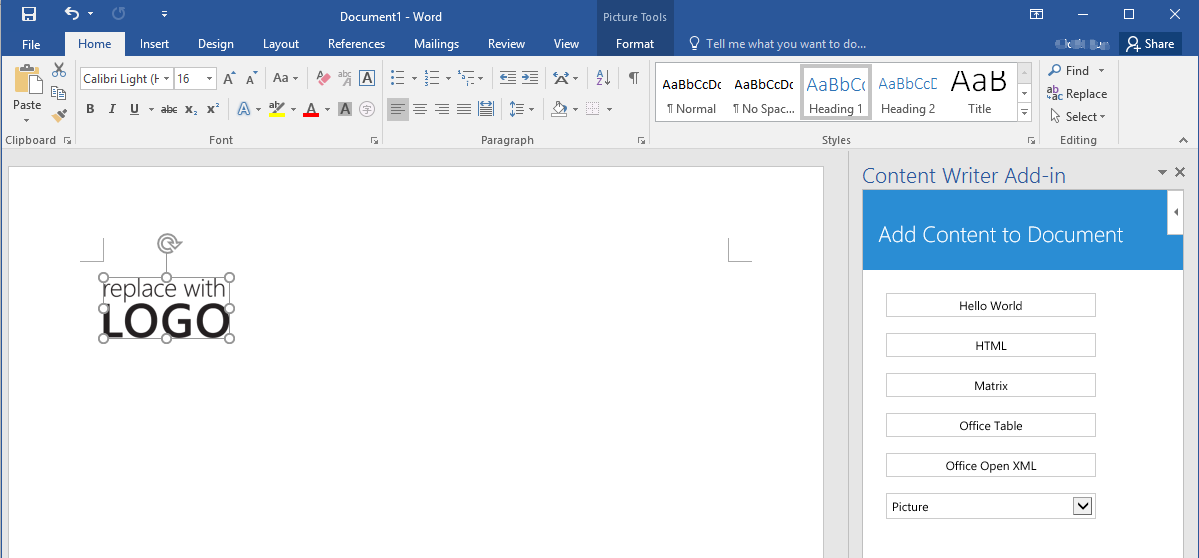 Document1 - Word
Picture Tools
File
Home
Insert
Design
Layout
References
Mailings
Review
View
Format
Tell me what you want to do...
Share
Paste
Clipboard
Calibri Light (H
16
Font
Paragraph
AaBbCcDc
¶ Normal
AaBbCcDc
¶ No Spac...
AaBbCc
Heading 1
AaBbCcD
Heading 2
AaB
Title
Styles
Find
Replace
Select
Editing
replace with
LOGO
Content Writer Add-in
Add Content to Document
Hello World
HTML
Matrix
Office Table
Office Open XML
Picture